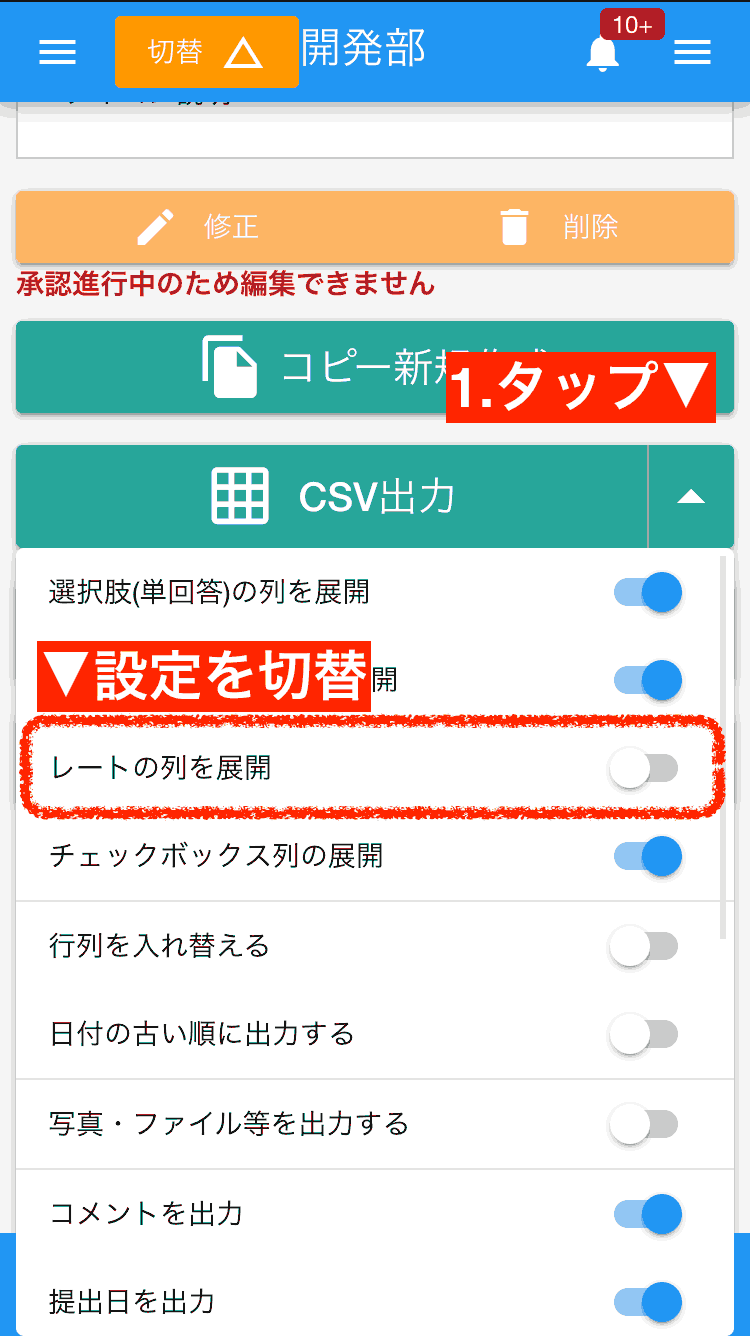 10+
切替 開発部
修正 削除
承認進行中のため編集できません
コピー新規作成
1.タップ▼
CSV出力
選択肢(単回答)の列を展開
▼設定を切替
開
レートの列を展開
チェックボックス列の展開
行列を入れ替える
日付の古い順に出力する
写真・ファイル等を出力する
コメントを出力
提出日を出力